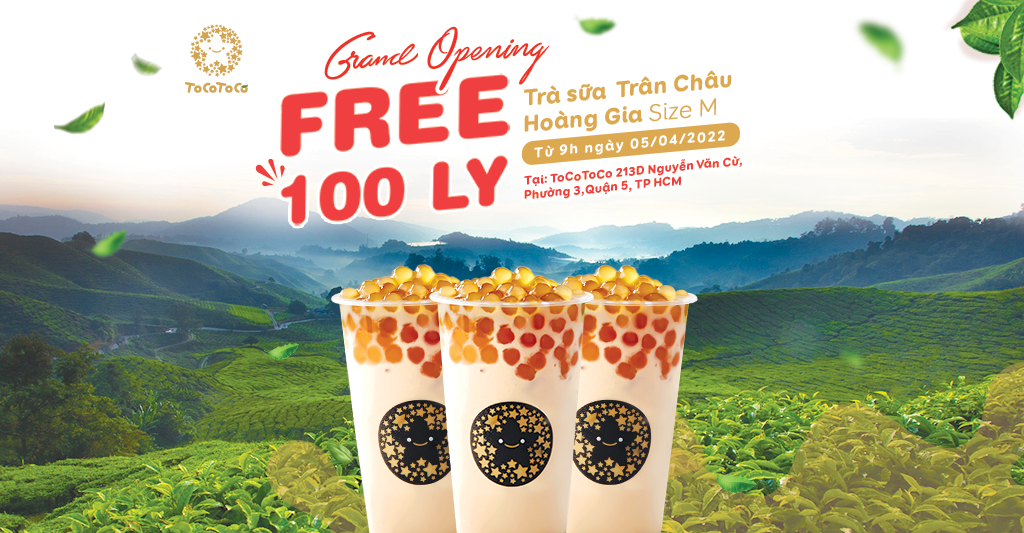 ToCoToCo
Grand Opening
FREE
100 LY
Trà sữa Trân Châu
Hoàng Gia Size M
Từ 9h ngày 05/04/2022
Tại: ToCoToCo 213D Nguyễn Văn Cừ,
Phường 3,Quận 5, TP HCM